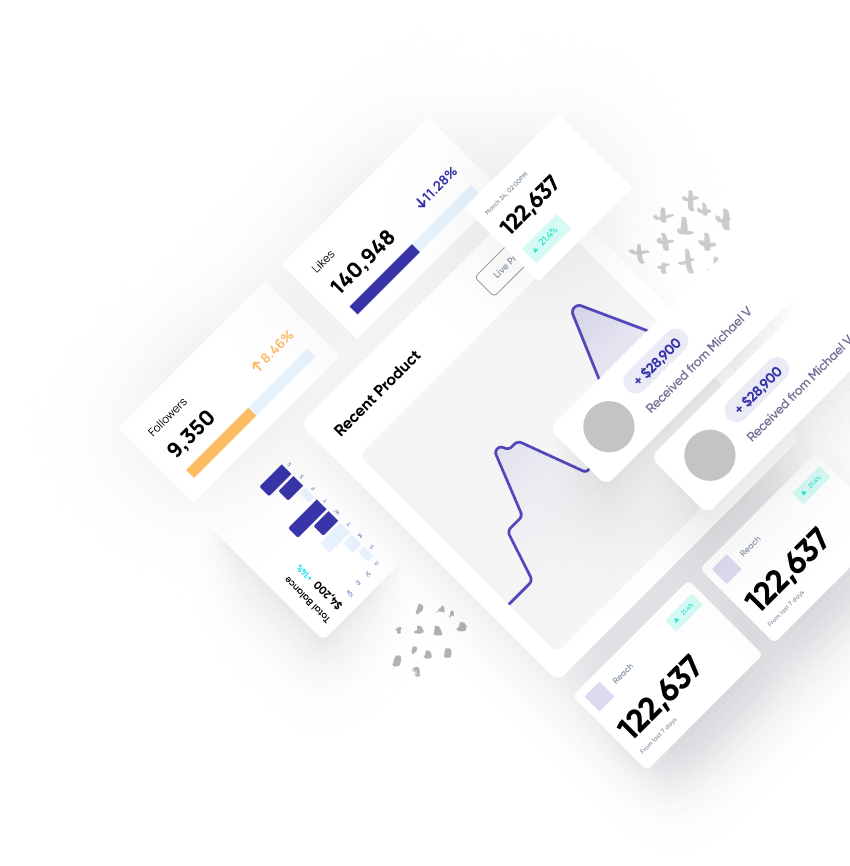 Likes
140,948
↓11.28%
March 24, 02:00PM
122,637
▲ 21.4%
Live Pr
Followers
9,350
↑8.46%
Recent Product
+ $28,900
Received from Michael V
+ $28,900
Received from Michael V
Total Balance
$4,200
+14%
S
S
F
T
W
T
M
S
Reach
122,637
From last 7 days
▲ 21.4%
Reach
122,637
From last 7 days
▲ 21.4%